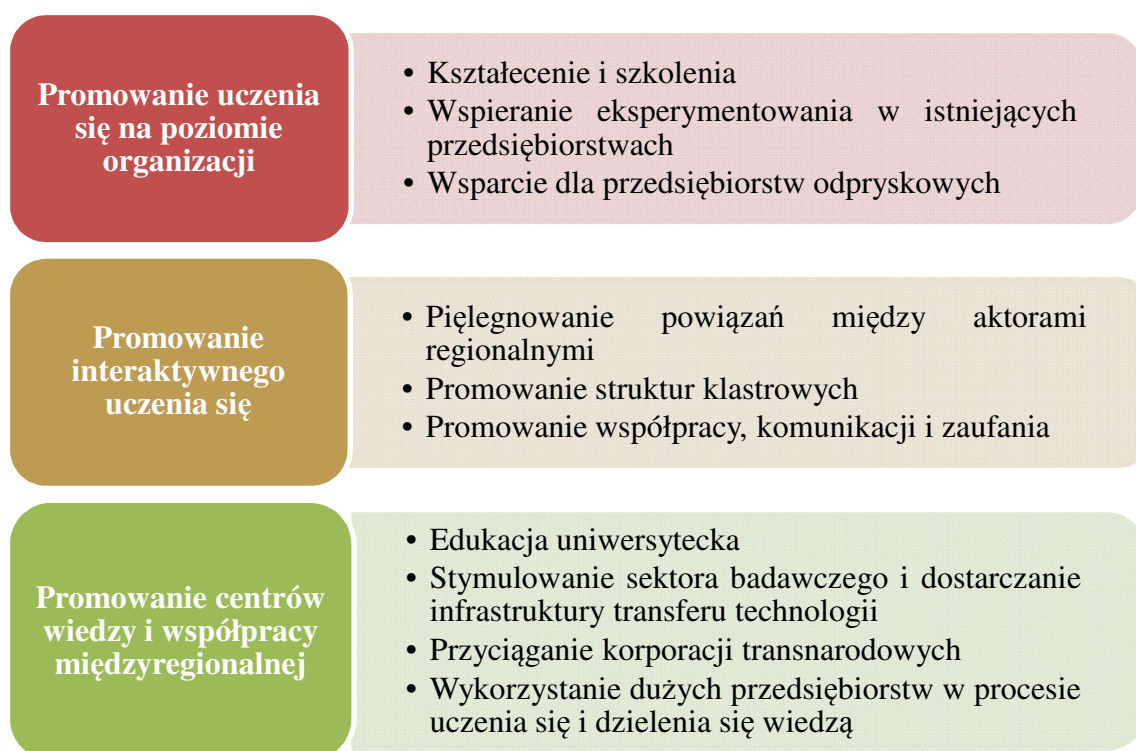 Promowanie uczenia
się na poziomie
organizacji
• Kształecenie i szkolenia
• Wspieranie eksperymentowania w istniejących
przedsiębiorstwach
• Wsparcie dla przedsiębiorstw odpryskowych
Promowanie
interaktywnego
uczenia się
• Pięlegnowanie powiązań między aktorami
regionalnymi
• Promowanie struktur klastrowych
• Promowanie współpracy, komunikacji i zaufania
Promowanie centrów
wiedzy i współpracy
międzyregionalnej
• Edukacja uniwersytecka
• Stymulowanie sektora badawczego i dostarczanie
infrastruktury transferu technologii
• Przyciąganie korporacji transnarodowych
• Wykorzystanie dużych przedsiębiorstw w procesie
uczenia się i dzielenia się wiedzą